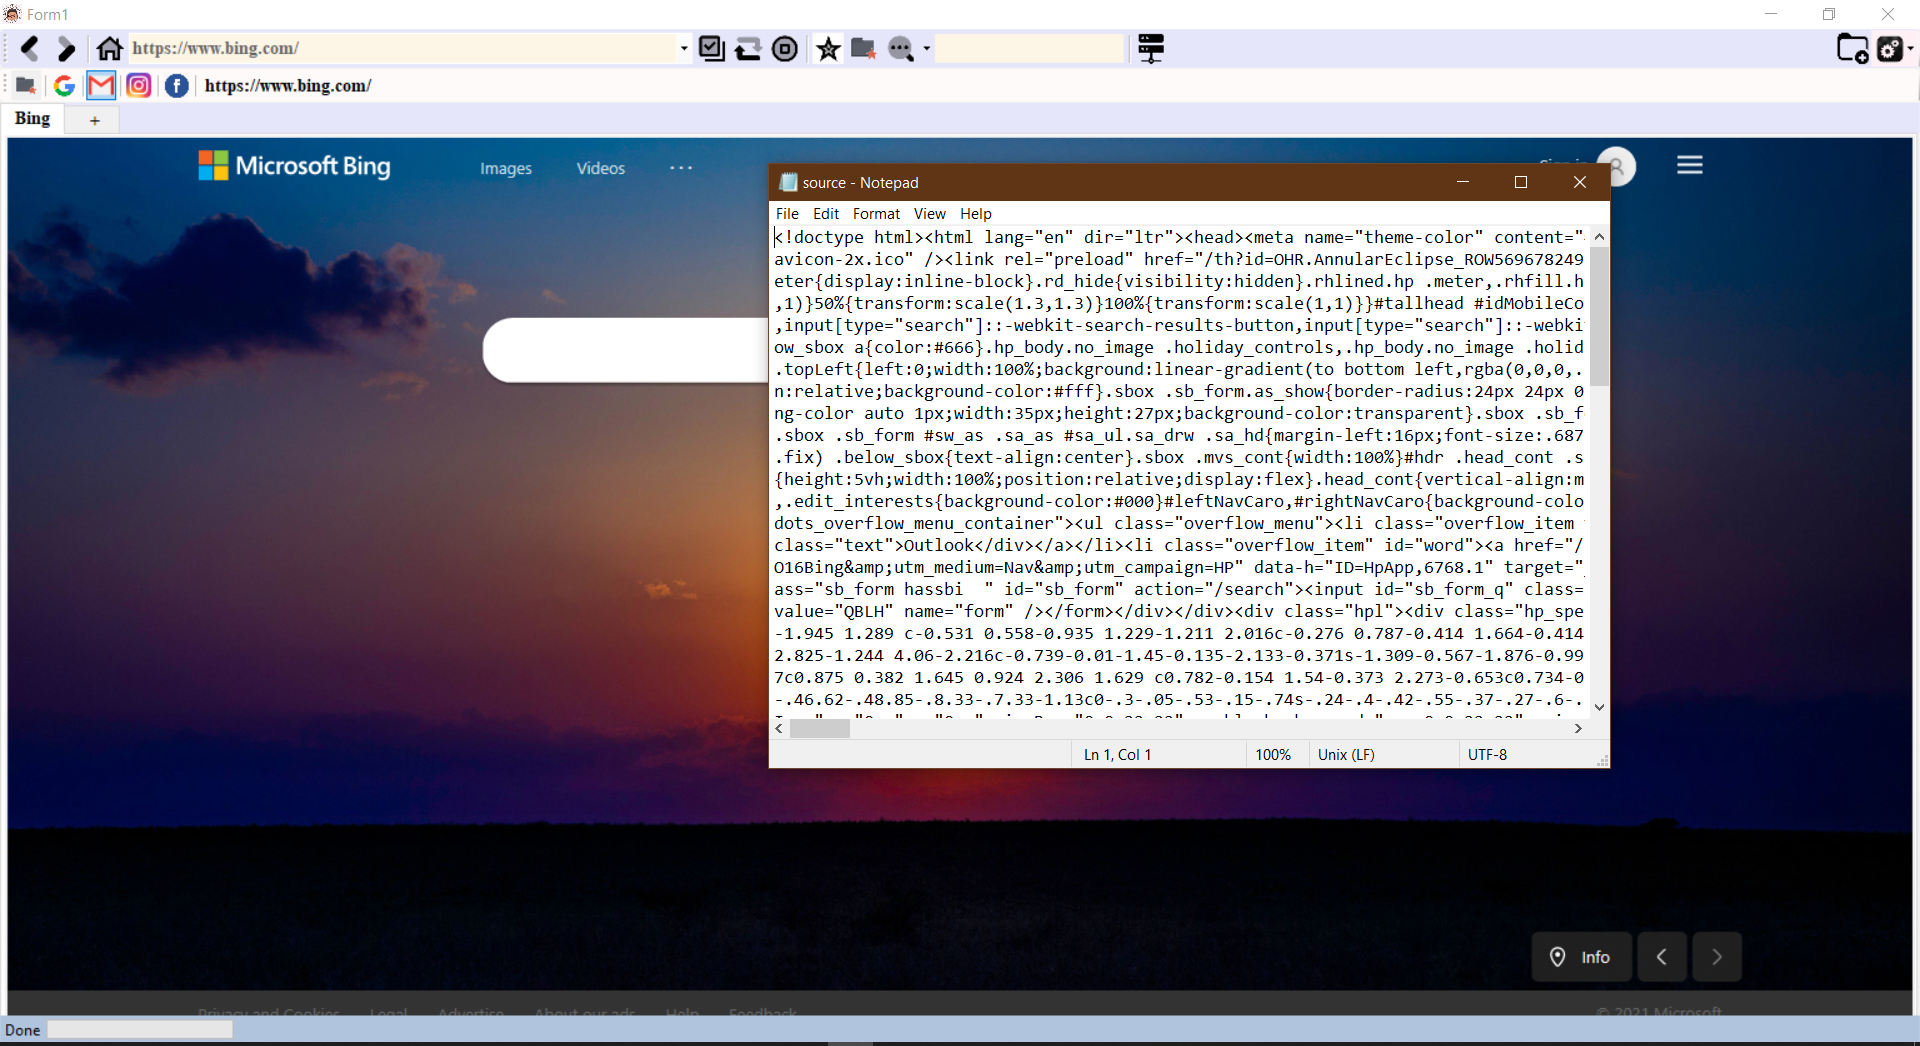 Form1
https://www.bing.com/
https://www.bing.com/
Bing
+
Microsoft Bing
Images
Videos
source - Notepad
File Edit Format View Help
<!doctype html><html lang="en" dir="ltr"><head><meta name="theme-color" content="
avicon-2x.ico" /><link rel="preload" href="/th?id=OHR.AnnularEclipse_ROW569678249
eter{display:inline-block}.rd_hide{visibility:hidden}.rhlined.hp .meter,.rhfill.h
,1)}50%{transform:scale(1.3,1.3)}100%{transform:scale(1,1)}}#tallhead #idMobileCo
,input[type="search"]::-webkit-search-results-button,input[type="search"]::-webki
ow_sbox a{color:#666}.hp_body.no_image .holiday_controls,.hp_body.no_image .holid
.topLeft{left:0;width:100%;background:linear-gradient(to bottom left,rgba(0,0,0,.
n:relative;background-color:#fff}.sbox .sb_form.as_show{border-radius:24px 24px 0
ng-color auto 1px;width:35px;height:27px;background-color:transparent}.sbox .sb_f
.sbox .sb_form #sw_as .sa_as #sa_ul.sa_drw .sa_hd{margin-left:16px;font-size:.687
.fix) .below_sbox{text-align:center}.sbox .mvs_cont{width:100%}#hdr .head_cont .s
{height:5vh;width:100%;position:relative;display:flex}.head_cont{vertical-align:m
,.edit_interests{background-color:#000}#leftNavCaro,#rightNavCaro{background-colo
dots_overflow_menu_container"><ul class="overflow_menu"><li class="overflow_item
class="text">Outlook</div></a></li><li class="overflow_item" id="word"><a href="/
O16Bing&amp;utm_medium=Nav&amp;utm_campaign=HP" data-h="ID=HpApp,6768.1" target="
ass="sb_form hassbi  " id="sb_form" action="/search"><input id="sb_form_q" class=
value="QBLH" name="form" /></form></div></div><div class="hpl"><div class="hp_spe
-1.945 1.289 c-0.531 0.558-0.935 1.229-1.211 2.016c-0.276 0.787-0.414 1.664-0.414
2.825-1.244 4.06-2.216c-0.739-0.01-1.45-0.135-2.133-0.371s-1.309-0.567-1.876-0.99
7c0.875 0.382 1.645 0.924 2.306 1.629 c0.782-0.154 1.54-0.373 2.273-0.653c0.734-0
-.46.62-.48.85-.8.33-.7.33-1.13c0-.3-.05-.53-.15-.74s-.24-.4-.42-.55-.37-.27-.6-.
Ln 1, Col 1
100%
Unix (LF)
UTF-8
Info
Privacy and Cookies
Legal
Advertise
About our ads
Help
Feedback
© 2021 Microsoft
Done